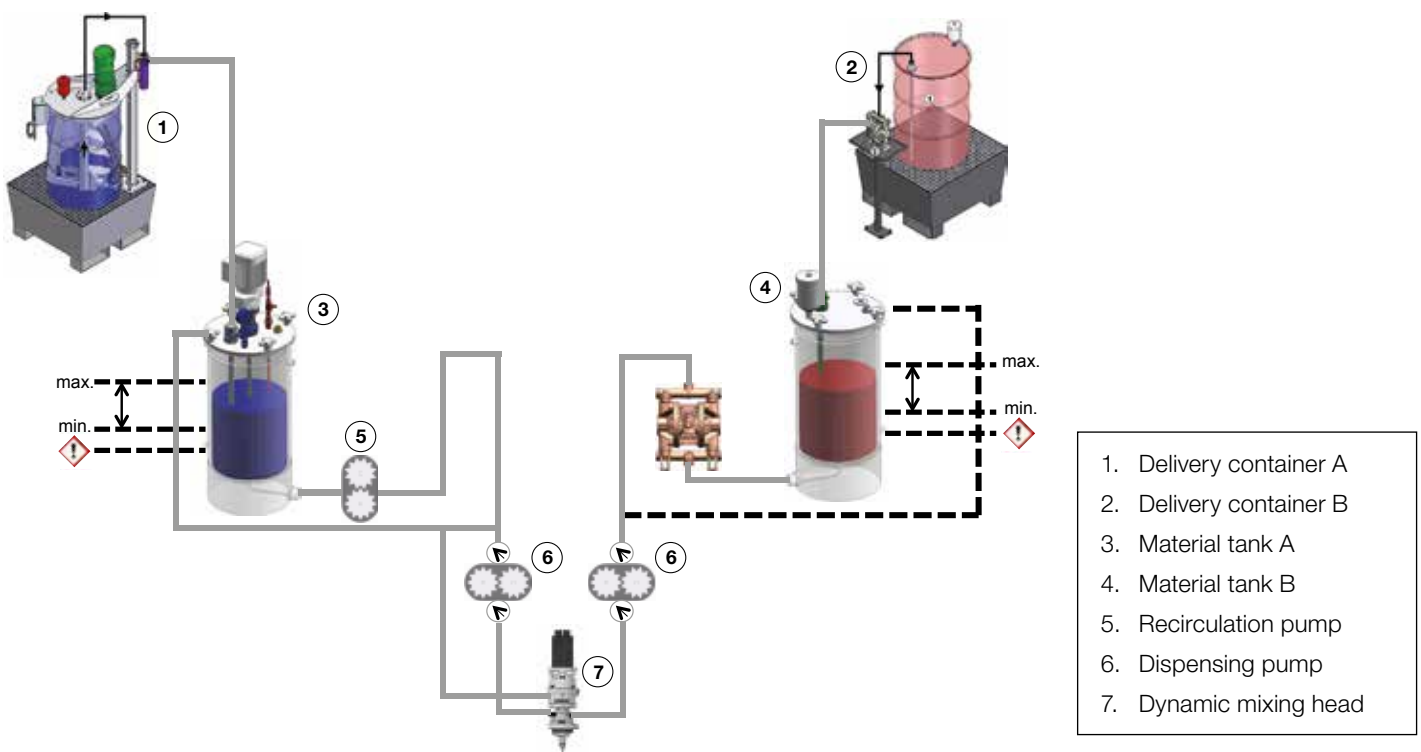 1
2
3
4
max.
min.
max.
min.
5
6
6
7
1. Delivery container A
2. Delivery container B
3. Material tank A
4. Material tank B
5. Recirculation pump
6. Dispensing pump
7. Dynamic mixing head